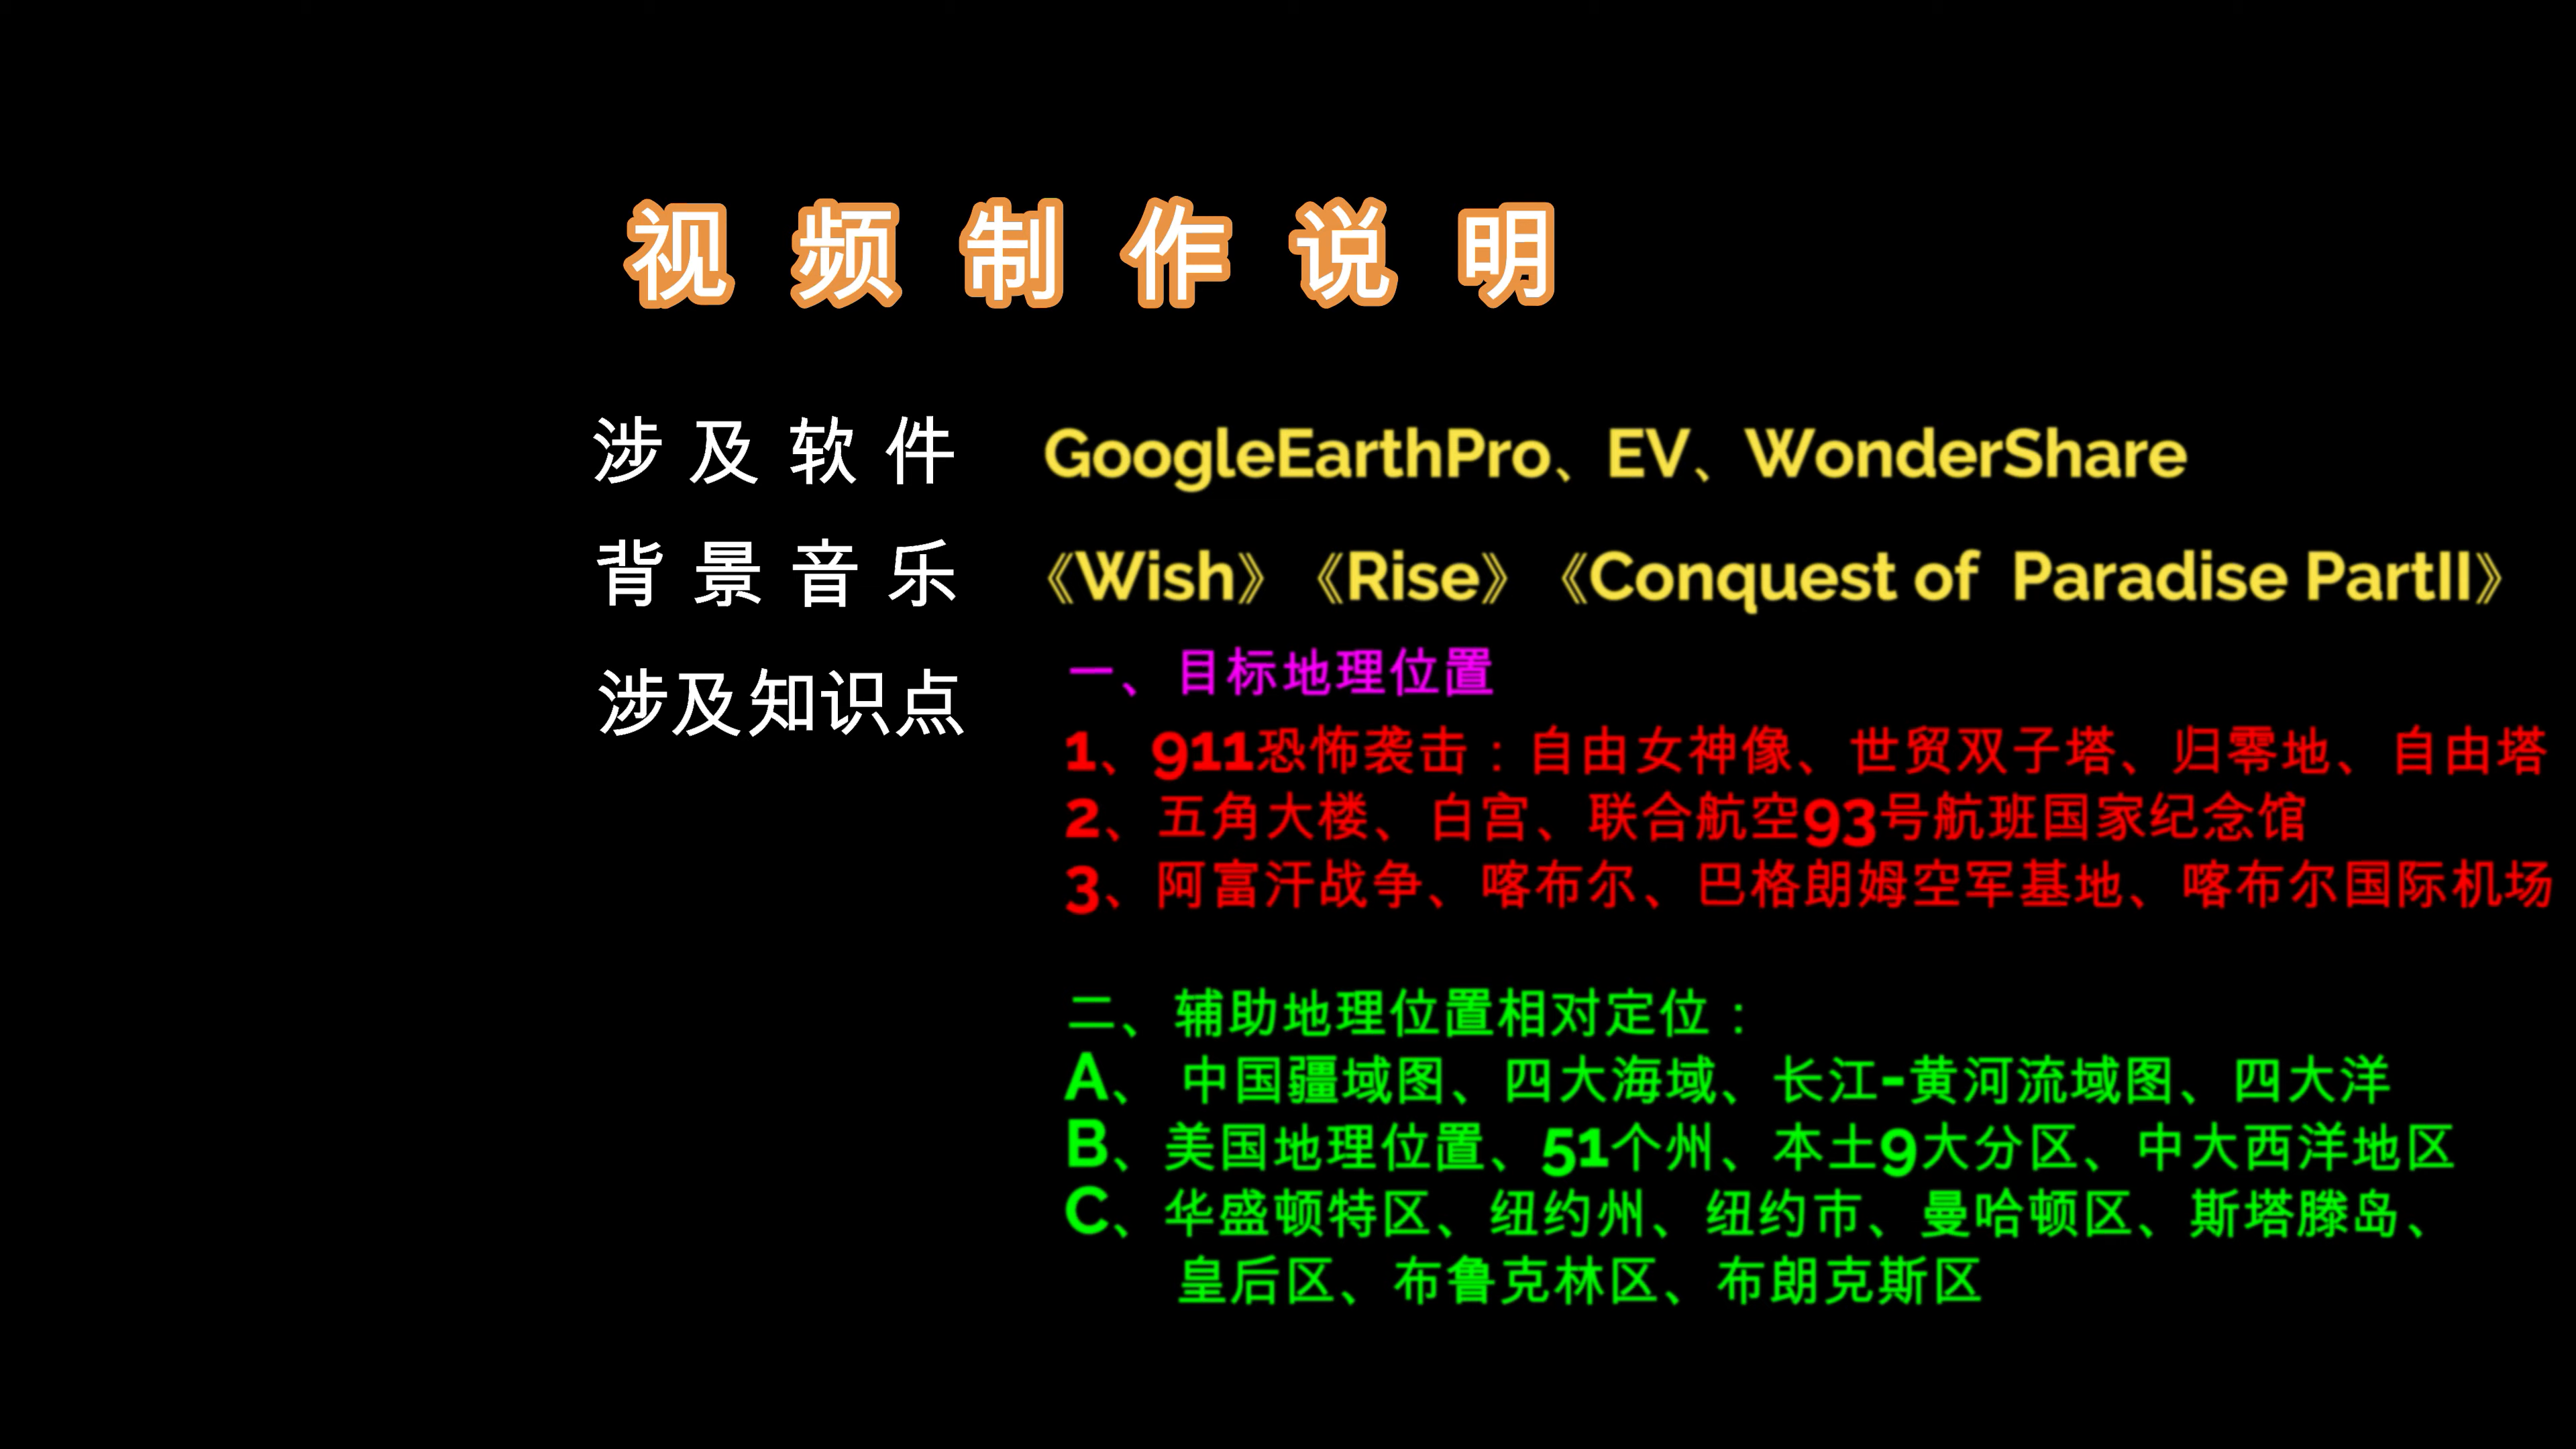 视频制作说明
涉及软件 GoogleEarthPro、EV、WonderShare
背景音乐 《Wish》《Rise》《Conquest of Paradise PartII》
涉及知识点
一、目标地理位置
1、911恐怖袭击：自由女神像、世贸双子塔、归零地、自由塔
2、五角大楼、白宫、联合航空93号航班国家纪念馆
3、阿富汗战争、喀布尔、巴格朗姆空军基地、喀布尔国际机场
二、辅助地理位置相对定位：
A、 中国疆域图、四大海域、长江-黄河流域图、四大洋
B、美国地理位置、51个州、本土9大分区、中大西洋地区
C、华盛顿特区、纽约州、纽约市、曼哈顿区、斯塔滕岛、
皇后区、布鲁克林区、布朗克斯区